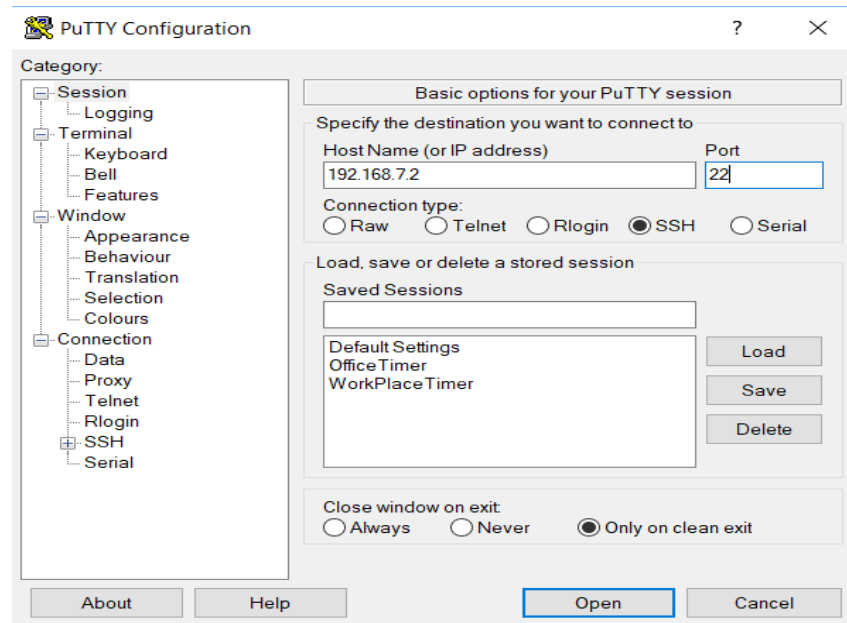 PuTTY Configuration
?
Category:
Session
Logging
Terminal
Keyboard
Bell
Features
Window
Appearance
Behaviour
Translation
Selection
Colours
Connection
Data
Proxy
Telnet
Rlogin
SSH
Serial
Basic options for your PuTTY session
Specify the destination you want to connect to
Host Name (or IP address) Port
192.168.7.2 22
Connection type:
Raw Telnet Rlogin SSH Serial
Load, save or delete a stored session
Saved Sessions
Default Settings
OfficeTimer
WorkPlaceTimer
Load
Save
Delete
Close window on exit:
Always Never Only on clean exit
About Help Open Cancel